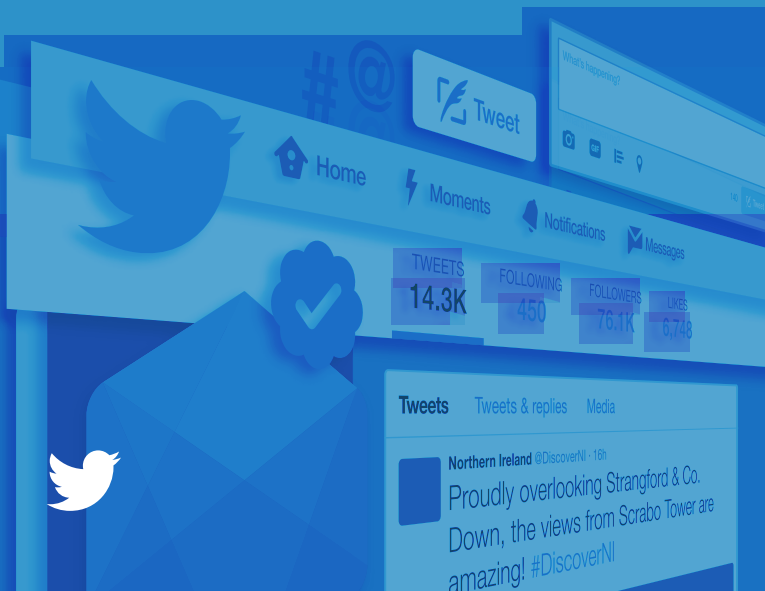 #@
Tweet
What's happening?
GIF
140
Home
Moments
Notifications
Messages
TWEETS
14.3K
FOLLOWING
450
FOLLOWERS
76.1K
LIKES
6,748
Tweets
Tweets & replies
Media
Northern Ireland @DiscoverNI · 16h
Proudly overlooking Strangford & Co.
Down, the views from Scrabo Tower are
amazing! #DiscoverNI